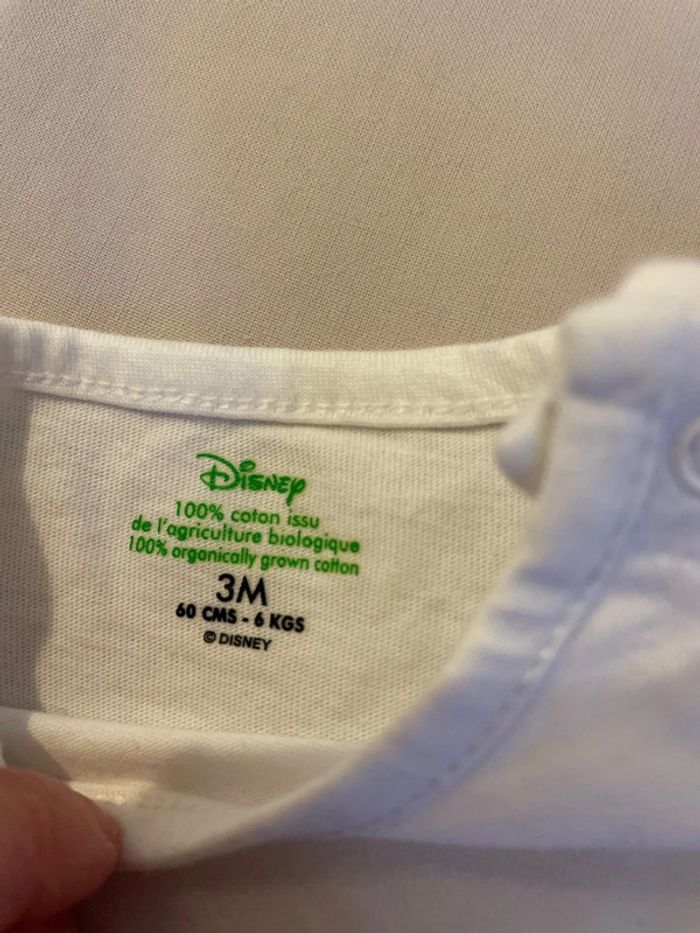 Disney
100% coton issu
de l'agriculture biologique
100% organically grown cotton
3M
60 CMS - 6 KGS
© DISNEY